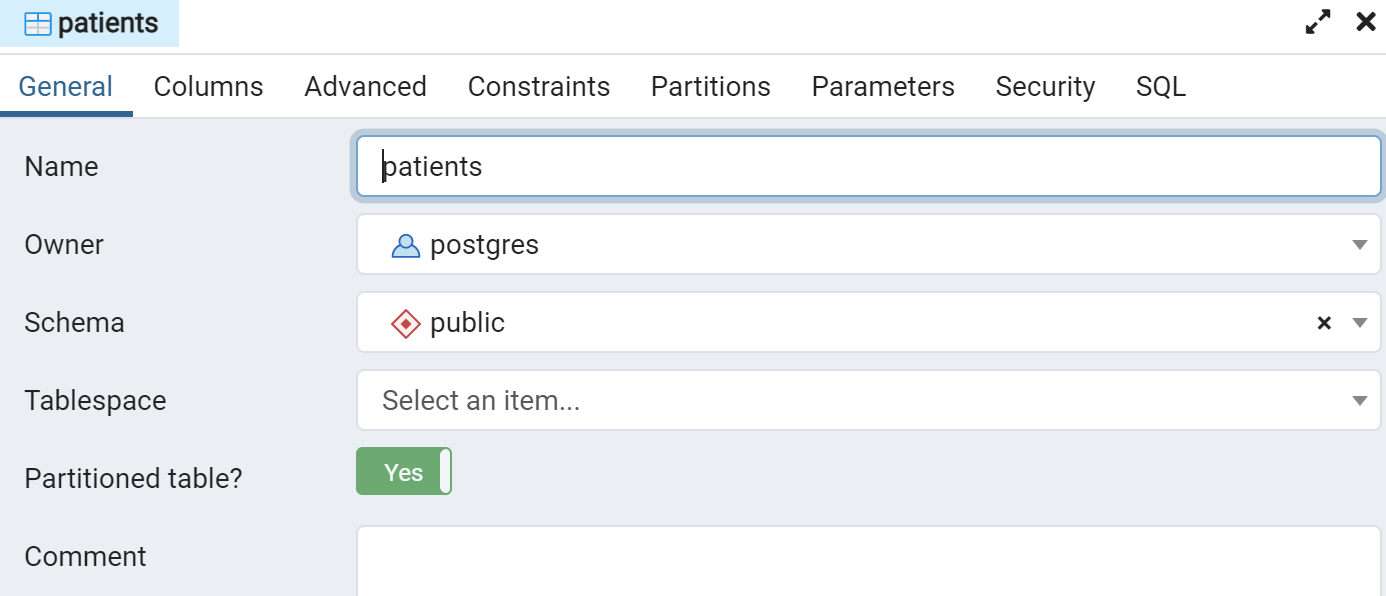 patients
General Columns Advanced Constraints Partitions Parameters Security SQL
Name patients
Owner postgres
Schema public
Tablespace Select an item...
Partitioned table? Yes
Comment